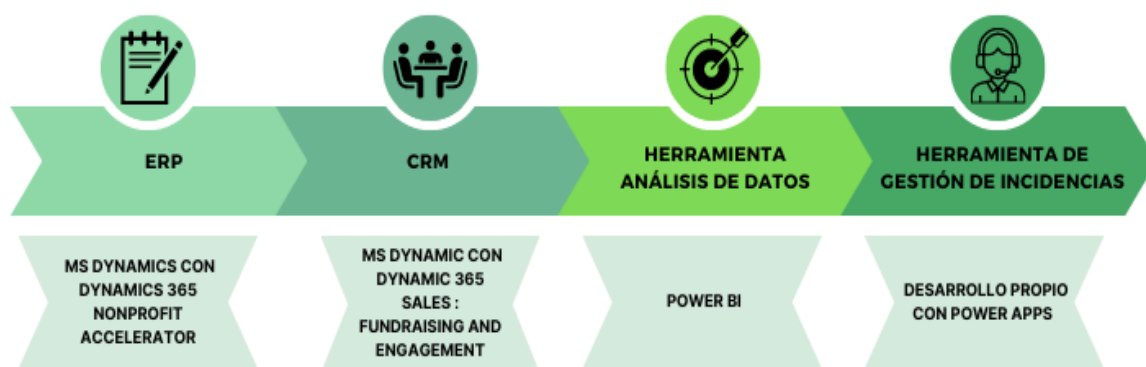 ERP
CRM
HERRAMIENTA
ANÁLISIS DE DATOS
HERRAMIENTA DE
GESTIÓN DE INCIDENCIAS
MS DYNAMICS CON
DYNAMICS 365
NONPROFIT
ACCELERATOR
MS DYNAMIC CON
DYNAMIC 365
SALES :
FUNDRAISING AND
ENGAGEMENT
POWER BI
DESARROLLO PROPIO
CON POWER APPS